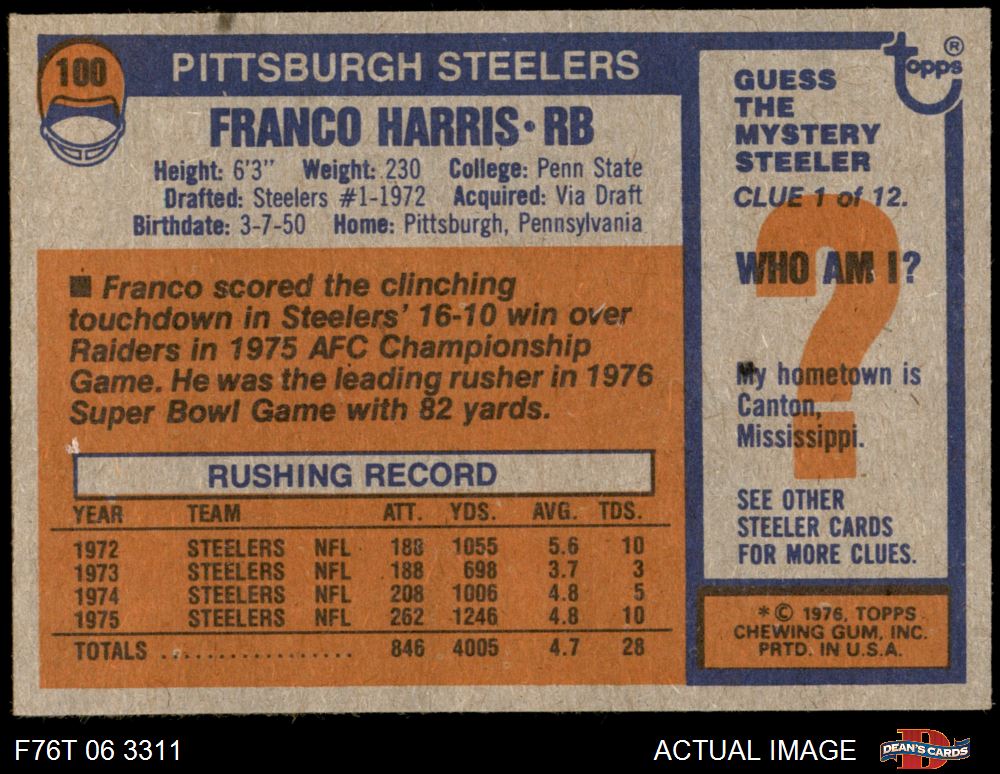 100
PITTSBURGH STEELERS
FRANCO HARRIS • RB
Height: 6'3" Weight: 230 College: Penn State
Drafted: Steelers #1-1972 Acquired: Via Draft
Birthdate: 3-7-50 Home: Pittsburgh, Pennsylvania
■ Franco scored the clinching
touchdown in Steelers' 16-10 win over
Raiders in 1975 AFC Championship
Game. He was the leading rusher in 1976
Super Bowl Game with 82 yards.
RUSHING RECORD
YEAR TEAM ATT. YDS. AVG. TDS.
1972 STEELERS NFL 188 1055 5.6 10
1973 STEELERS NFL 188 698 3.7 3
1974 STEELERS NFL 208 1006 4.8 5
1975 STEELERS NFL 262 1246 4.8 10
TOTALS .................. 846 4005 4.7 28
topps ®
GUESS
THE
MYSTERY
STEELER
CLUE 1 of 12.
?
WHO AM I?
My hometown is
Canton,
Mississippi.
SEE OTHER
STEELER CARDS
FOR MORE CLUES.
* © 1976, TOPPS
CHEWING GUM, INC.
PRTD. IN U.S.A.
F76T 06 3311
ACTUAL IMAGE
DEAN'S CARDS